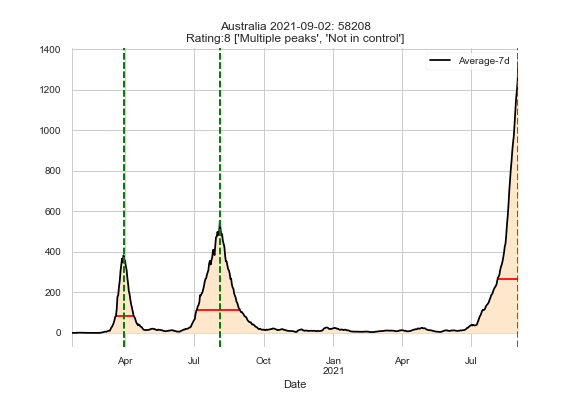 Australia 2021-09-02: 58208
Rating:8 ['Multiple peaks', 'Not in control']
1400
1200
1000
800
600
400
200
0
Average-7d
Apr
Jul
Oct
Jan
2021
Apr
Jul
Date